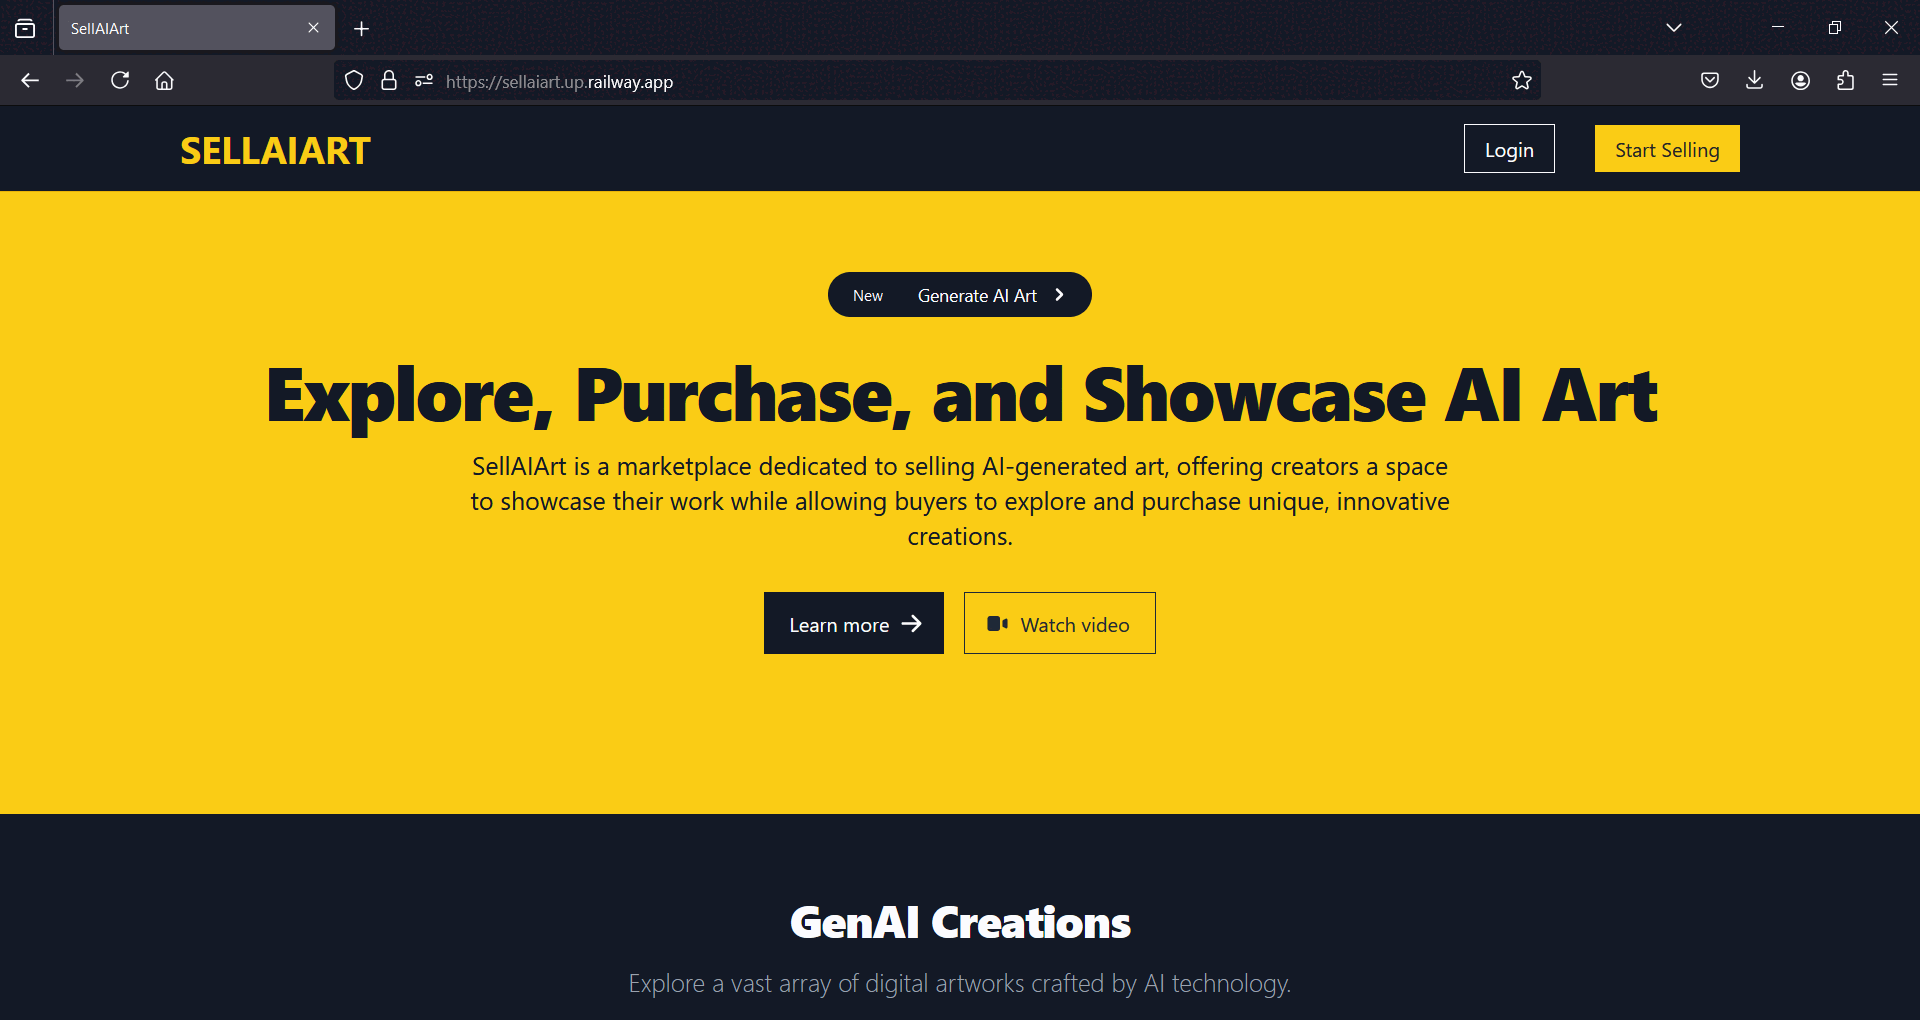 SellAIArt
https://sellaiart.up.railway.app
SELLAIART
Login
Start Selling
New Generate AI Art
Explore, Purchase, and Showcase AI Art
SellAIArt is a marketplace dedicated to selling AI-generated art, offering creators a space
to showcase their work while allowing buyers to explore and purchase unique, innovative
creations.
Learn more
Watch video
GenAI Creations
Explore a vast array of digital artworks crafted by AI technology.